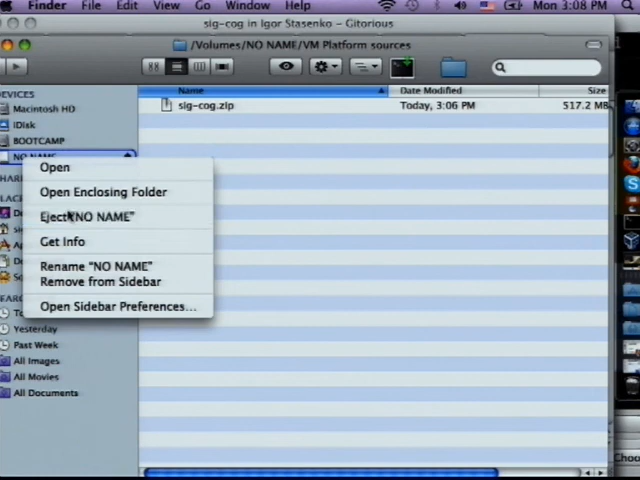 Finder File Edit View Go Window Help Mon 3:08 PM
sig-cog in Igor Stasenko – Gitorious
/Volumes/NO NAME/VM Platform sources
DEVICES
Macintosh HD
iDisk
BOOTCAMP
NO NAME
Name Date Modified Size
sig-cog.zip Today, 3:06 PM 517.2 MB
Open
Open Enclosing Folder
Eject “NO NAME”
Get Info
Rename “NO NAME”
Remove from Sidebar
Open Sidebar Preferences...
Yesterday
Past Week
All Images
All Movies
All Documents